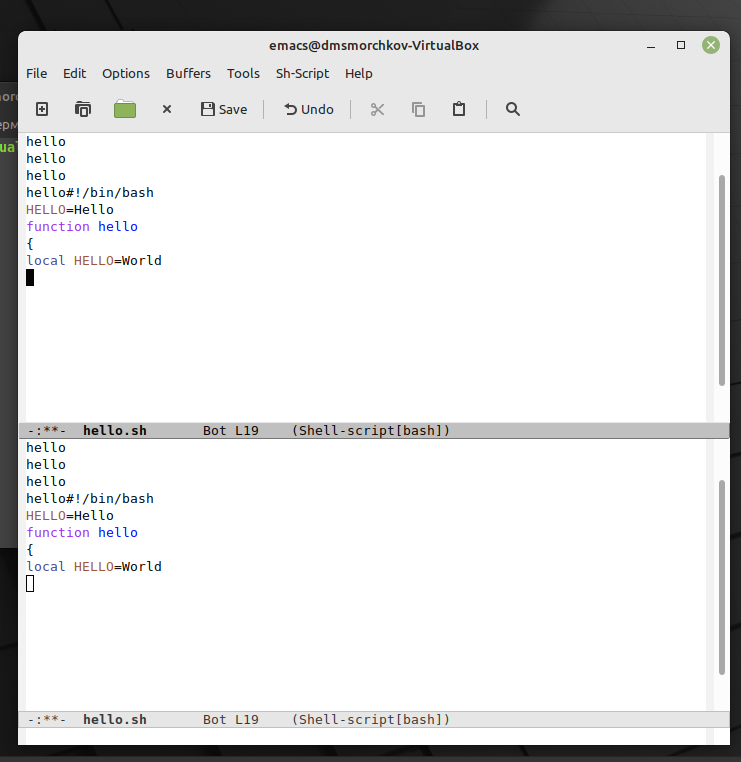 emacs@dmsmorchkov-VirtualBox
File Edit Options Buffers Tools Sh-Script Help
Save Undo
hello
hello
hello
hello#!/bin/bash
HELLO=Hello
function hello
{
local HELLO=World
-:**-  hello.sh       Bot L19    (Shell-script[bash])
hello
hello
hello
hello#!/bin/bash
HELLO=Hello
function hello
{
local HELLO=World
-:**-  hello.sh       Bot L19    (Shell-script[bash])